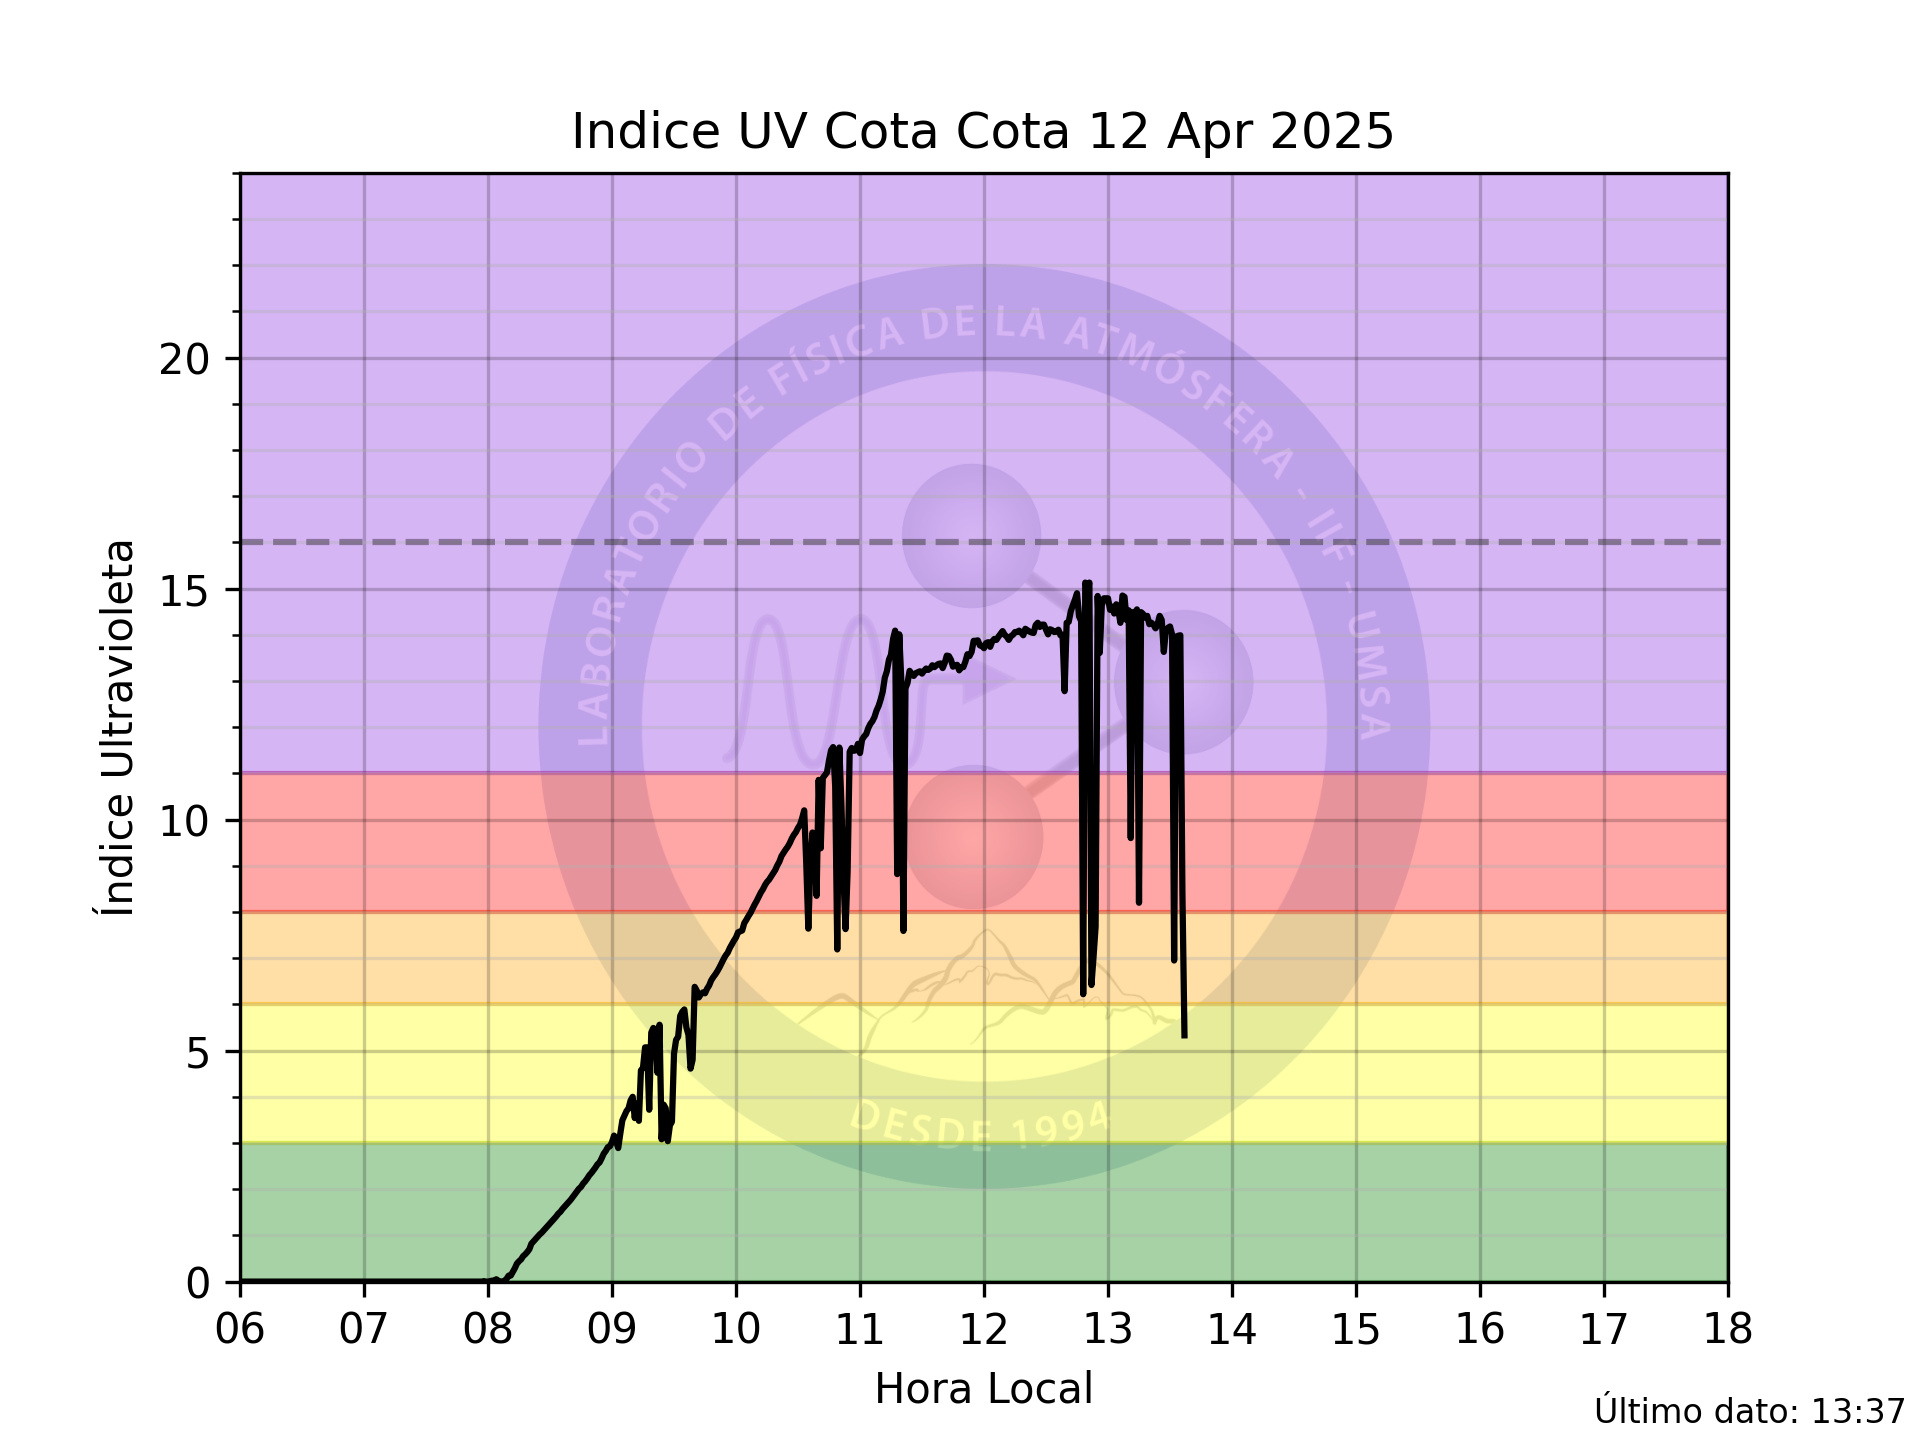 Indice UV Cota Cota 12 Apr 2025
Índice Ultravioleta
20
15
10
5
0
LABORATORIO DE FÍSICA DE LA ATMÓSFERA - IIF - UMSA
DESDE 1994
06 07 08 09 10 11 12 13 14 15 16 17 18
Hora Local
Último dato: 13:37